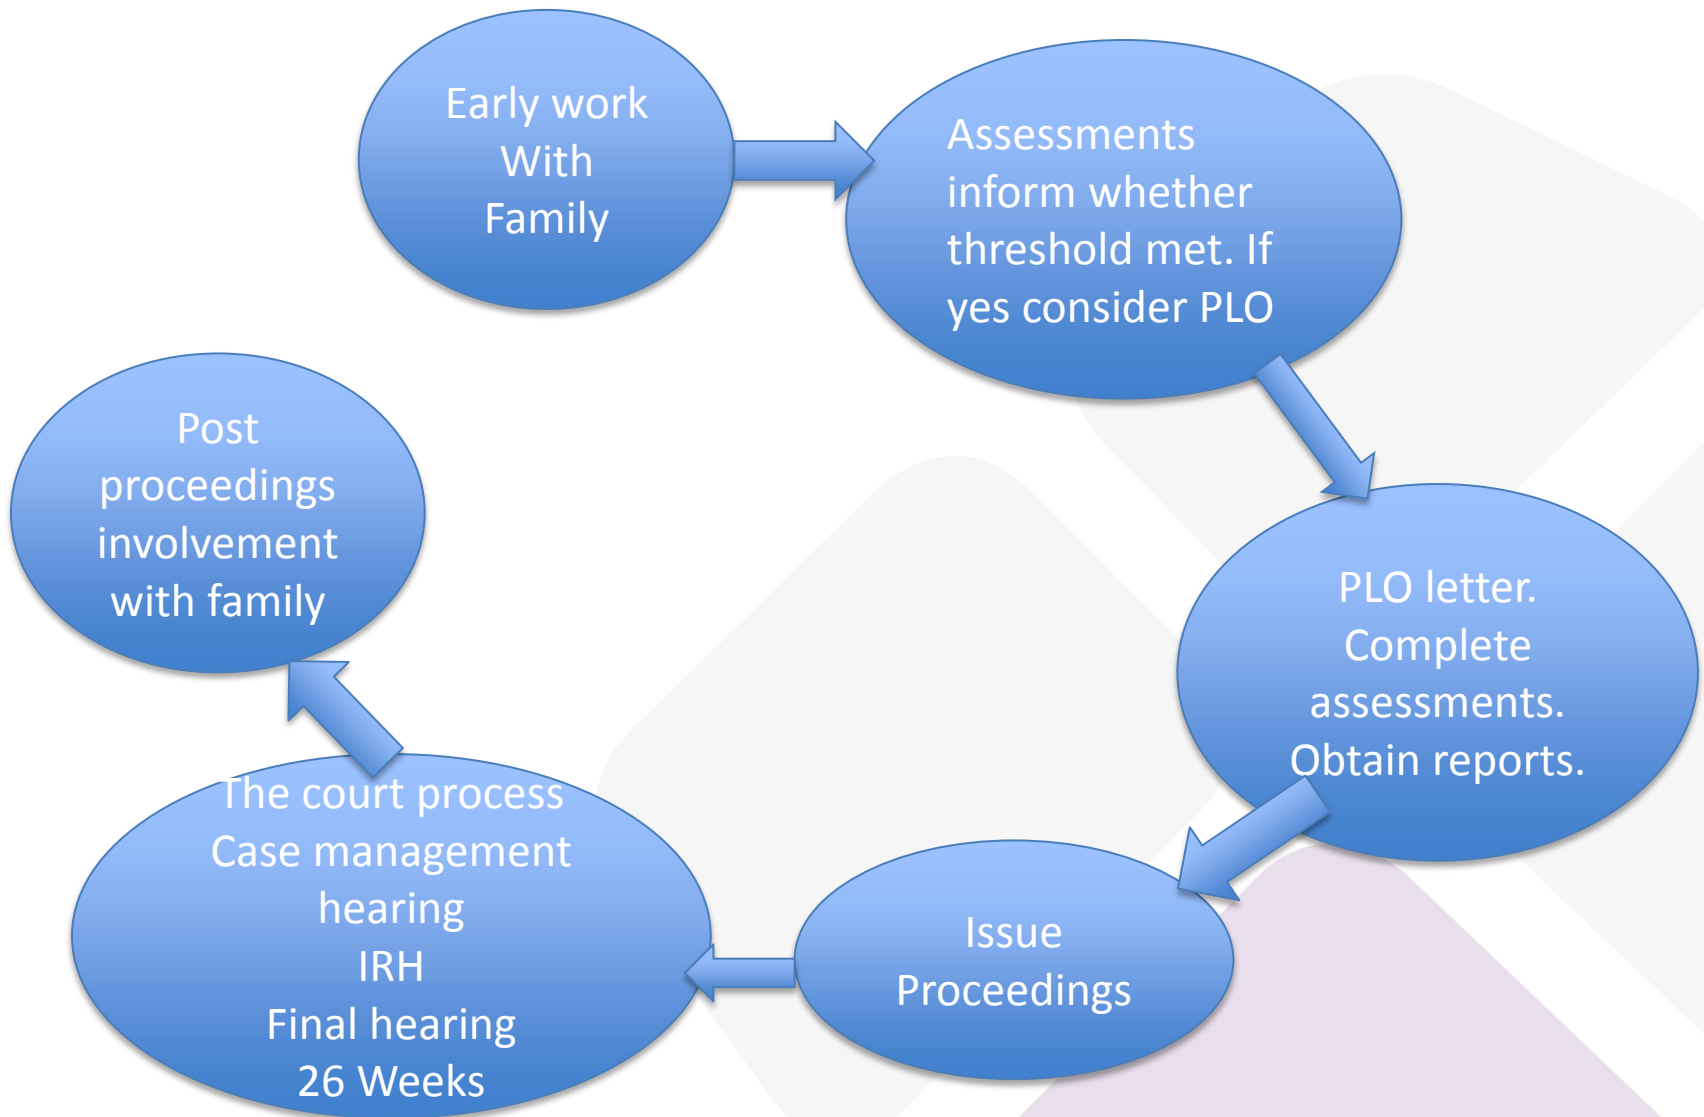 Early work
With
Family
Assessments
inform whether
threshold met. If
yes consider PLO
PLO letter.
Complete
assessments.
Obtain reports.
Issue
Proceedings
The court process
Case management
hearing
IRH
Final hearing
26 Weeks
Post
proceedings
involvement
with family